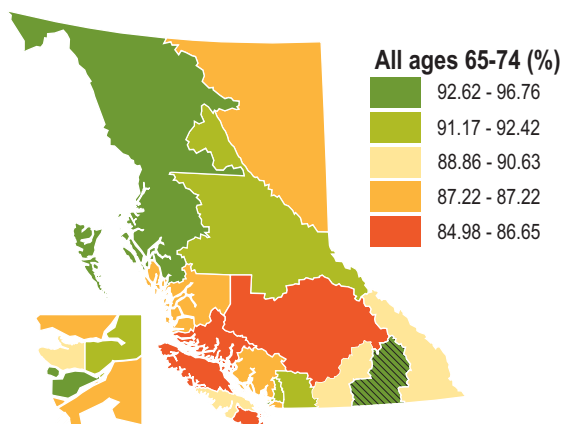 All ages 65-74 (%)
92.62 - 96.76
91.17 - 92.42
88.86 - 90.63
87.22 - 87.22
84.98 - 86.65